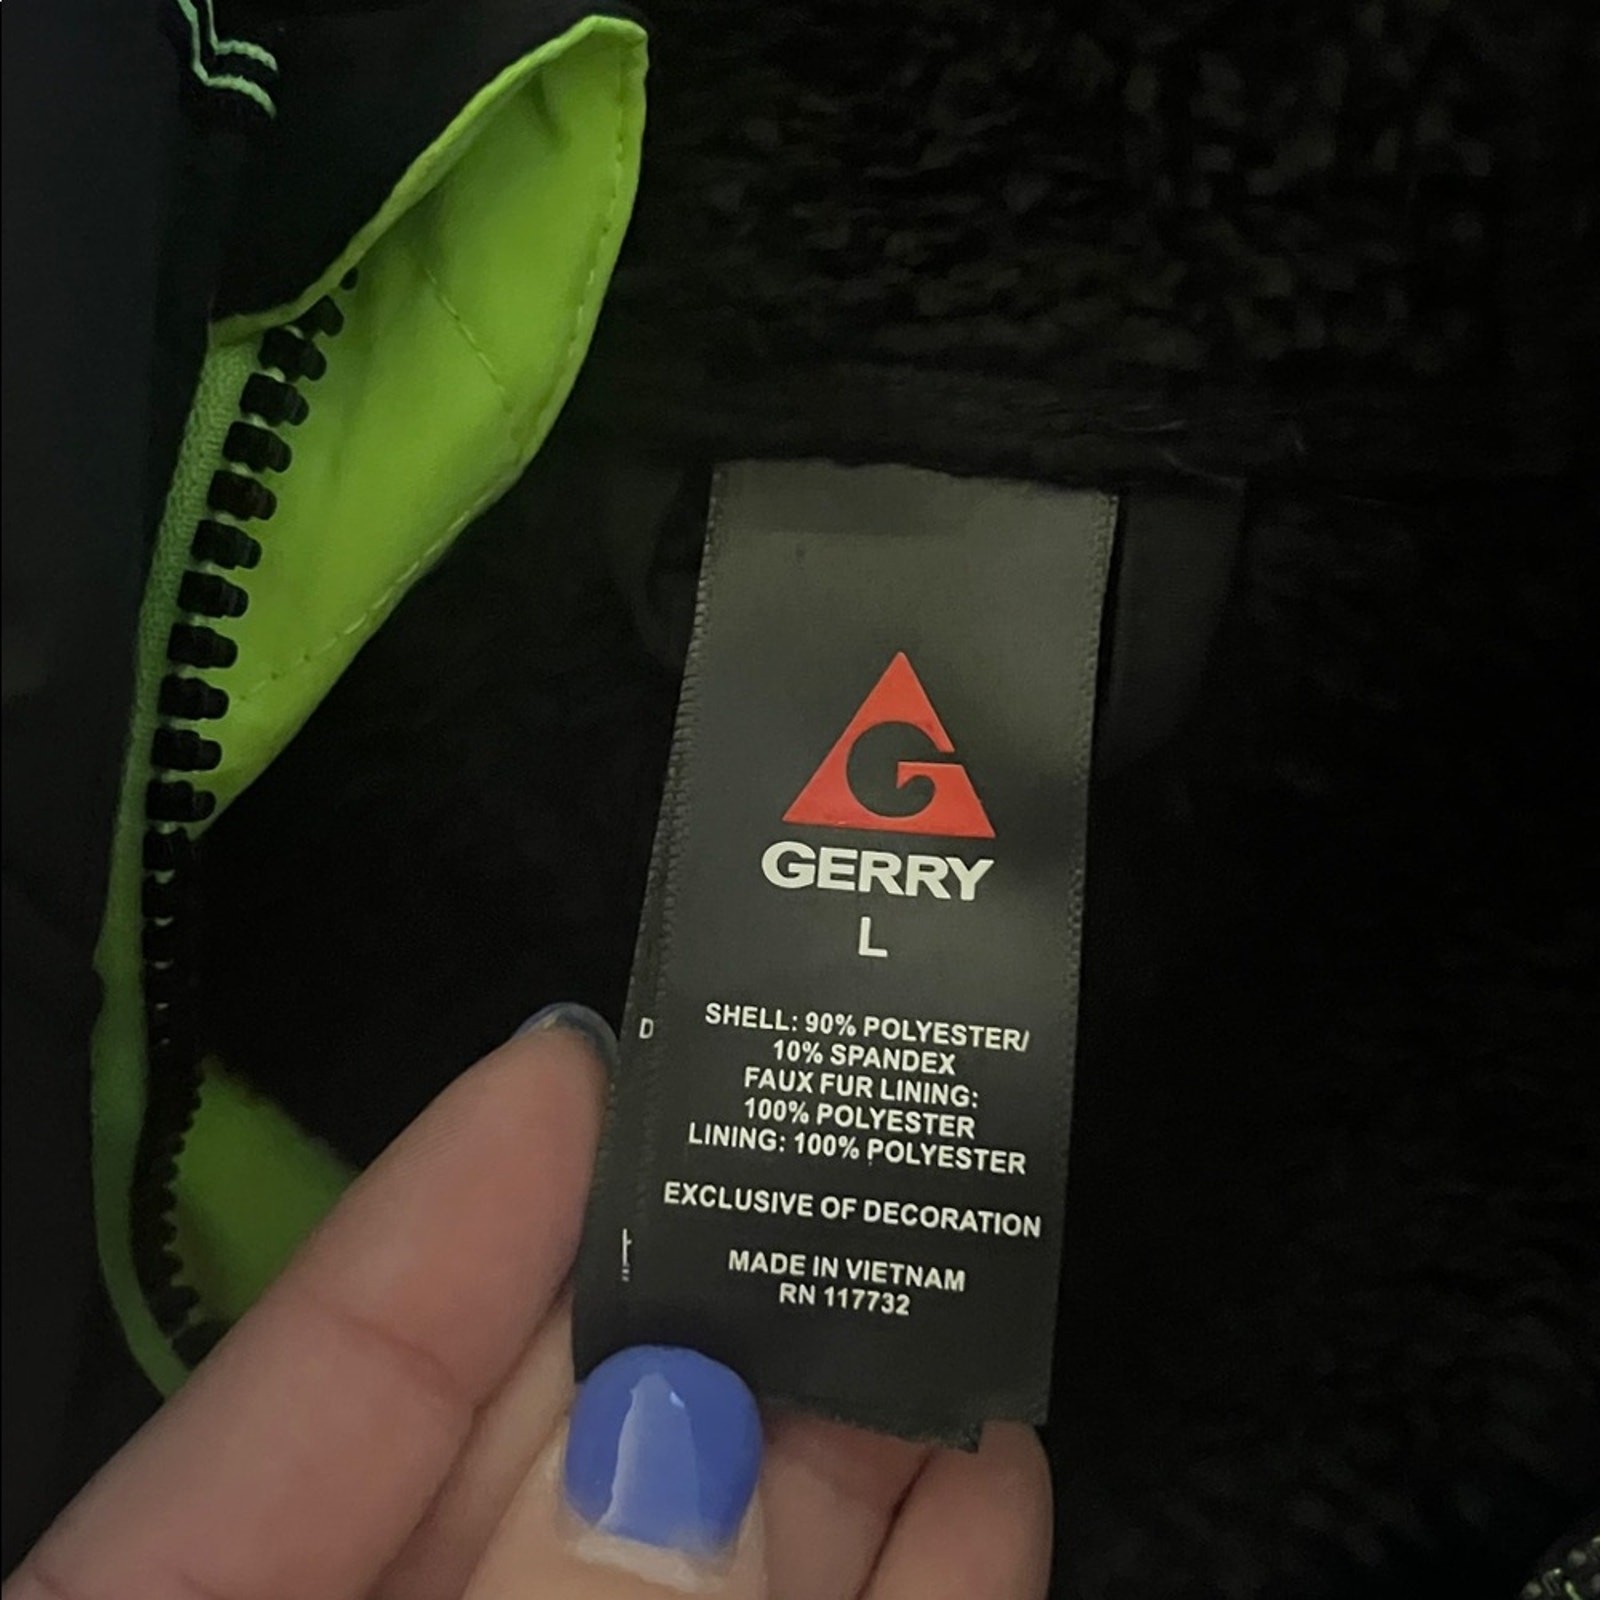 GERRY
L
SHELL: 90% POLYESTER/
10% SPANDEX
FAUX FUR LINING:
100% POLYESTER
LINING: 100% POLYESTER
EXCLUSIVE OF DECORATION
MADE IN VIETNAM
RN 117732
D